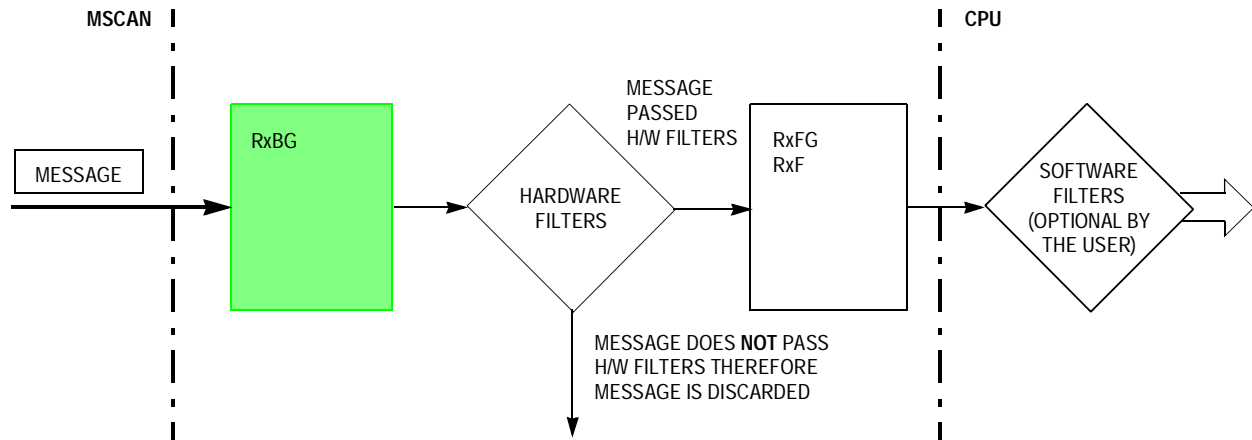 MSCAN
CPU
MESSAGE
RxBG
HARDWARE
FILTERS
MESSAGE
PASSED
H/W FILTERS
RxFG
RxF
SOFTWARE
FILTERS
(OPTIONAL BY
THE USER)
MESSAGE DOES NOT PASS
H/W FILTERS THEREFORE
MESSAGE IS DISCARDED